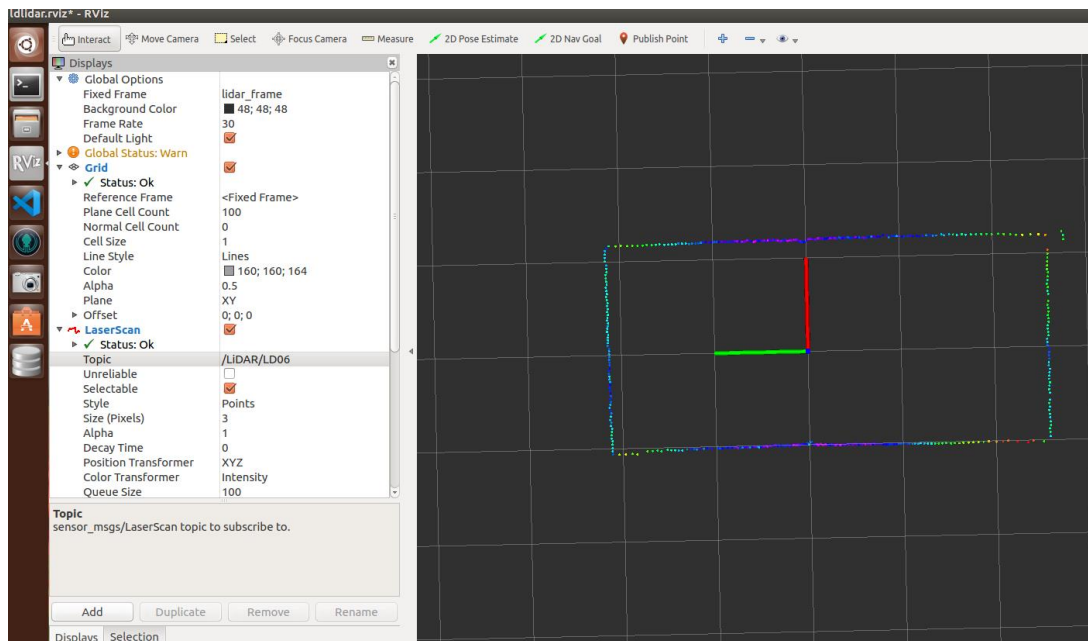 ldlidar.rviz* - RViz
Interact Move Camera Select Focus Camera Measure 2D Pose Estimate 2D Nav Goal Publish Point
Displays
Global Options
Fixed Frame lidar_frame
Background Color 48; 48; 48
Frame Rate 30
Default Light
Global Status: Warn
Grid
Status: Ok
Reference Frame <Fixed Frame>
Plane Cell Count 100
Normal Cell Count 0
Cell Size 1
Line Style Lines
Color 160; 160; 164
Alpha 0.5
Plane XY
Offset 0; 0; 0
LaserScan
Status: Ok
Topic /LiDAR/LD06
Unreliable
Selectable
Style Points
Size (Pixels) 3
Alpha 1
Decay Time 0
Position Transformer XYZ
Color Transformer Intensity
Queue Size 100
Topic
sensor_msgs/LaserScan topic to subscribe to.
Add Duplicate Remove Rename
Displays Selection
RViz